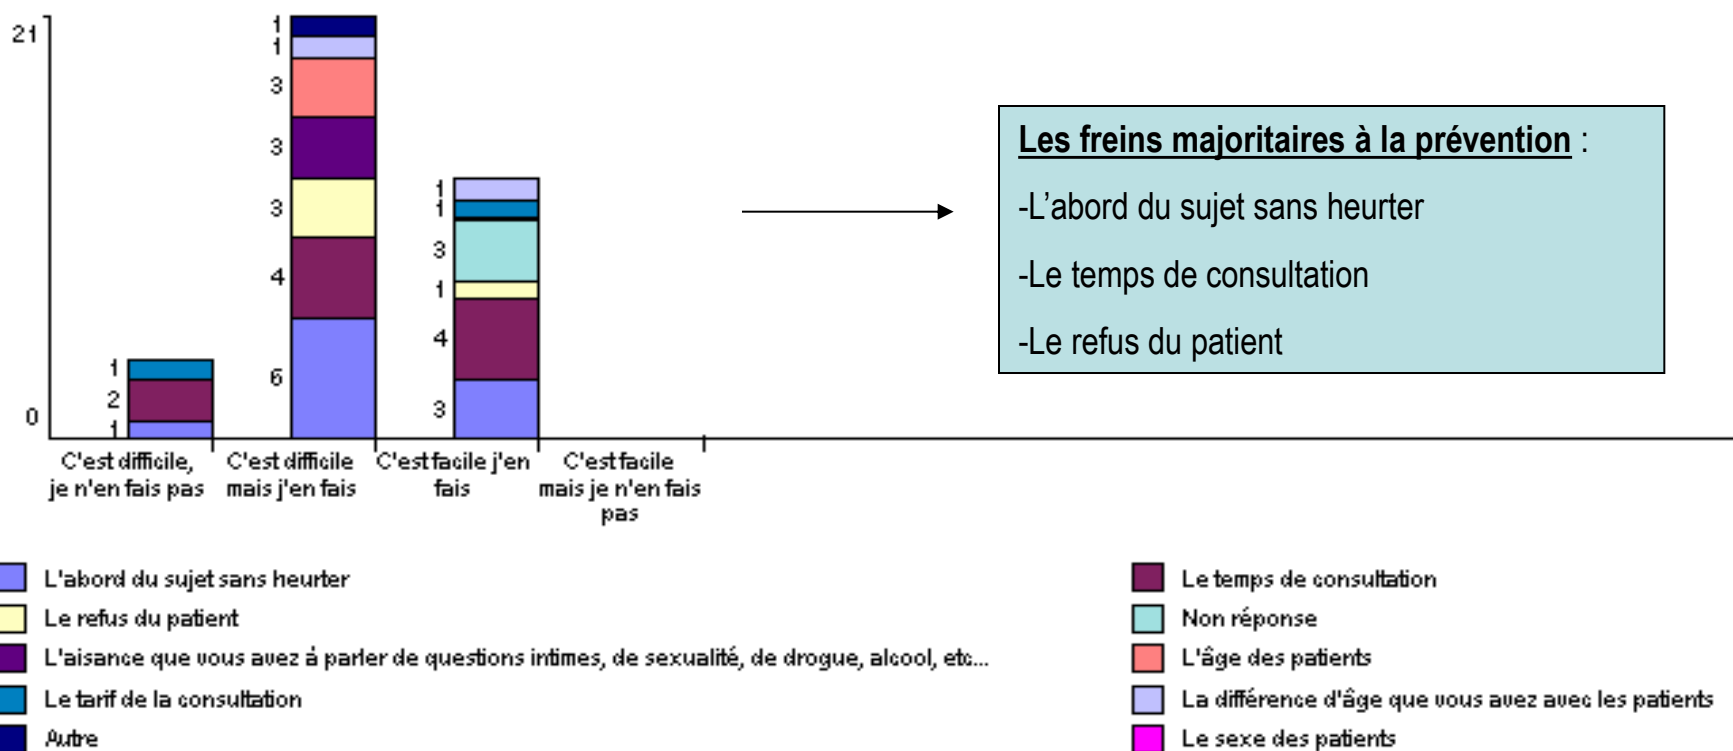 21
0
1
2
1
1
1
3
3
3
4
6
1
1
3
1
4
3
C'est difficile,
je n'en fais pas
C'est difficile
mais j'en fais
C'est facile j'en
fais
C'est facile
mais je n'en fais
pas
Les freins majoritaires à la prévention :
-L'abord du sujet sans heurter
-Le temps de consultation
-Le refus du patient
L'abord du sujet sans heurter
Le temps de consultation
Le refus du patient
Non réponse
L'aisance que vous avez à parler de questions intimes, de sexualité, de drogue, alcool, etc...
L'âge des patients
Le tarif de la consultation
La différence d'âge que vous avez avec les patients
Autre
Le sexe des patients